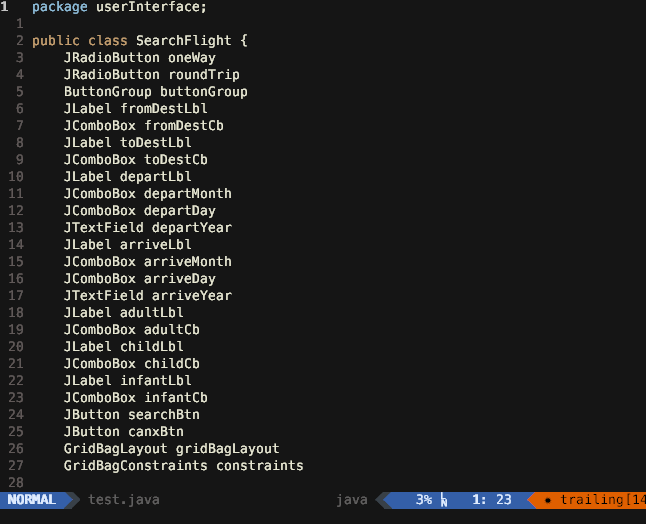 1 package userInterface;
1
2 public class SearchFlight {
3 JRadioButton oneWay
4 JRadioButton roundTrip
5 ButtonGroup buttonGroup
6 JLabel fromDestLbl
7 JComboBox fromDestCb
8 JLabel toDestLbl
9 JComboBox toDestCb
10 JLabel departLbl
11 JComboBox departMonth
12 JComboBox departDay
13 JTextField departYear
14 JLabel arriveLbl
15 JComboBox arriveMonth
16 JComboBox arriveDay
17 JTextField arriveYear
18 JLabel adultLbl
19 JComboBox adultCb
20 JLabel childLbl
21 JComboBox childCb
22 JLabel infantLbl
23 JComboBox infantCb
24 JButton searchBtn
25 JButton canxBtn
26 GridBagLayout gridBagLayout
27 GridBagConstraints constraints
28
NORMAL test.java java 3% 1: 23 trailing[14